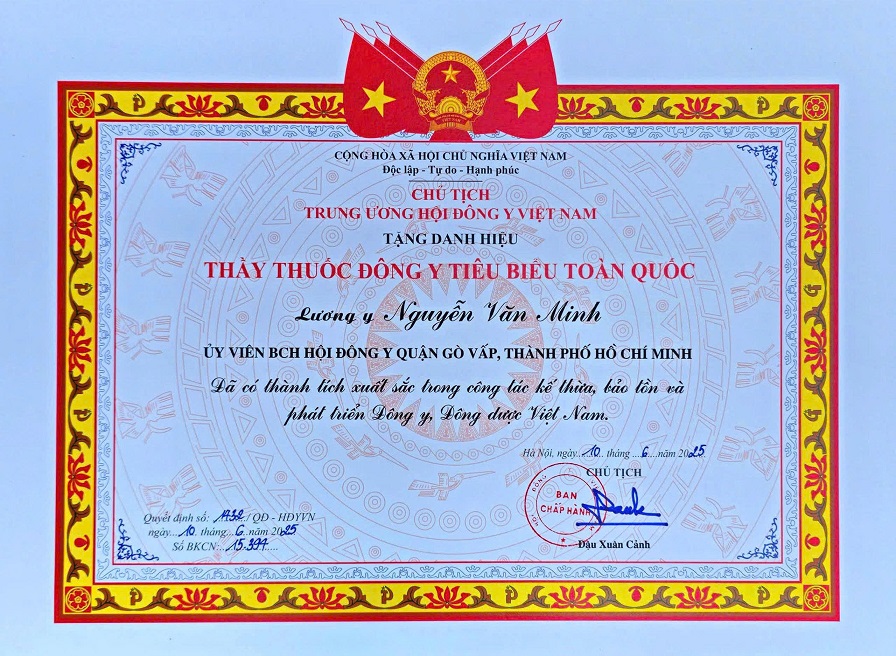 CỘNG HÒA XÃ HỘI CHỦ NGHĨA VIỆT NAM
Độc lập - Tự do - Hạnh phúc
CHỦ TỊCH
TRUNG ƯƠNG HỘI ĐÔNG Y VIỆT NAM
TẶNG DANH HIỆU
THẦY THUỐC ĐÔNG Y TIÊU BIỂU TOÀN QUỐC
Lương y Nguyễn Văn Minh
ỦY VIÊN BCH HỘI ĐÔNG Y QUẬN GÒ VẤP, THÀNH PHỐ HỒ CHÍ MINH
Đã có thành tích xuất sắc trong công tác kế thừa, bảo tồn và
phát triển Đông y, Đông dược Việt Nam.
Hà Nội, ngày..10.. tháng ...6....năm 2025
CHỦ TỊCH
BAN
CHẤP HÀNH
Đậu Xuân Cảnh
Quyết định số: ../QĐ - HĐYVN
ngày...10. tháng...6..năm 2025
Số BKCN:..15.394....